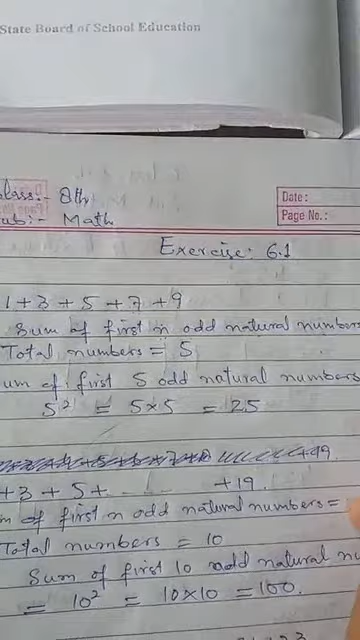 State Board of School Education
Class:- 8th
Sub:- Math
Date:
Page No.:
Exercise: 6.1
1+3+5+7+9
Sum of first n odd natural numbers
Total numbers = 5
um of first 5 odd natural numbers
5² = 5×5 = 25
+99
+3+5+ ...... +19
m of first n odd natural numbers =
Total numbers = 10
Sum of first 10 odd natural nu
= 10² = 10×10 = 100.